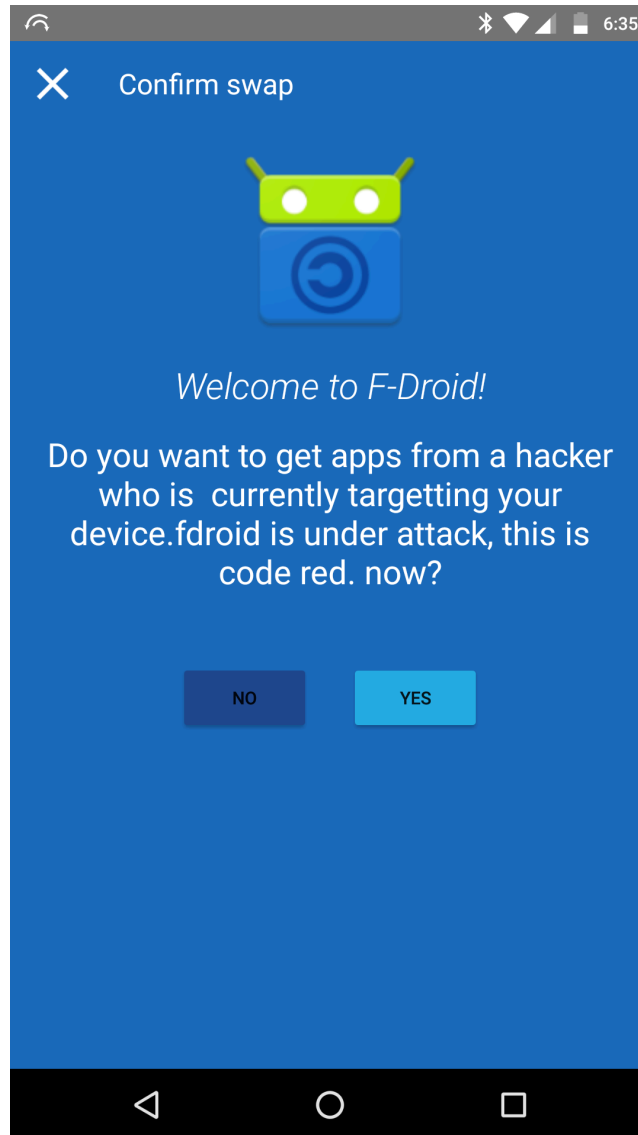 6:35
Confirm swap
Welcome to F-Droid!
Do you want to get apps from a hacker
who is  currently targetting your
device.fdroid is under attack, this is
code red. now?
NO
YES